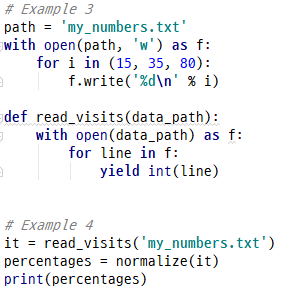 # Example 3
path = 'my_numbers.txt'
with open(path, 'w') as f:
    for i in (15, 35, 80):
        f.write('%d\n' % i)

def read_visits(data_path):
    with open(data_path) as f:
        for line in f:
            yield int(line)


# Example 4
it = read_visits('my_numbers.txt')
percentages = normalize(it)
print(percentages)